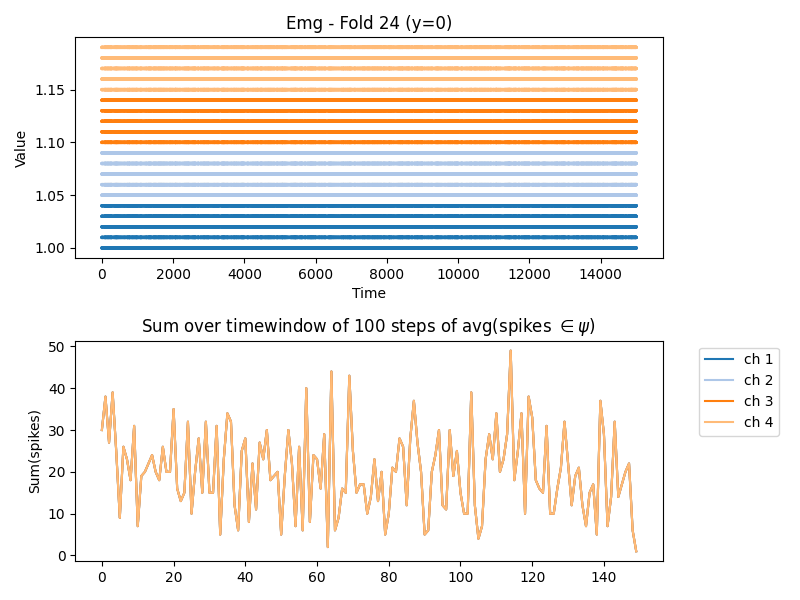 Emg - Fold 24 (y=0)
Value
1.15
1.10
1.05
1.00
0 2000 4000 6000 8000 10000 12000 14000
Time
Sum over timewindow of 100 steps of avg(spikes ∈ ψ)
Sum(spikes)
50
40
30
20
10
0
0 20 40 60 80 100 120 140
ch 1
ch 2
ch 3
ch 4